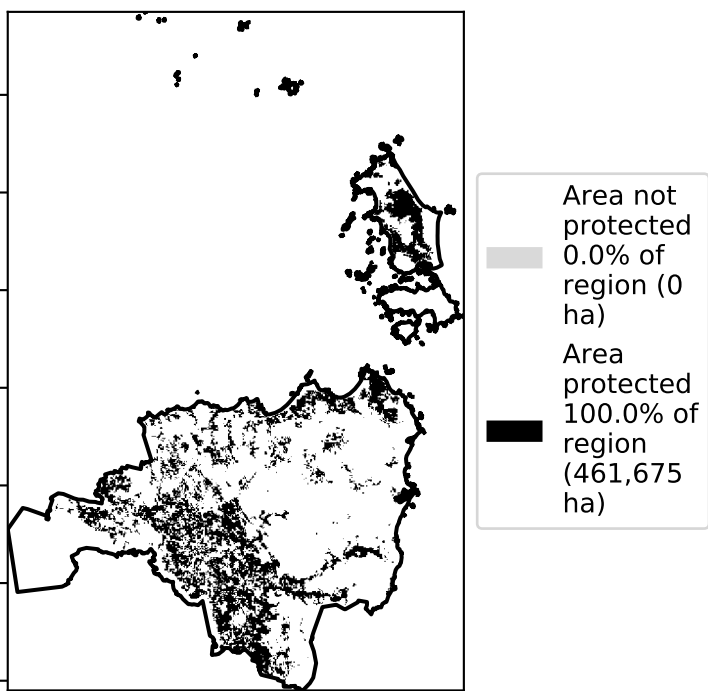 Area not
protected
0.0% of
region (0
ha)
Area
protected
100.0% of
region
(461,675
ha)